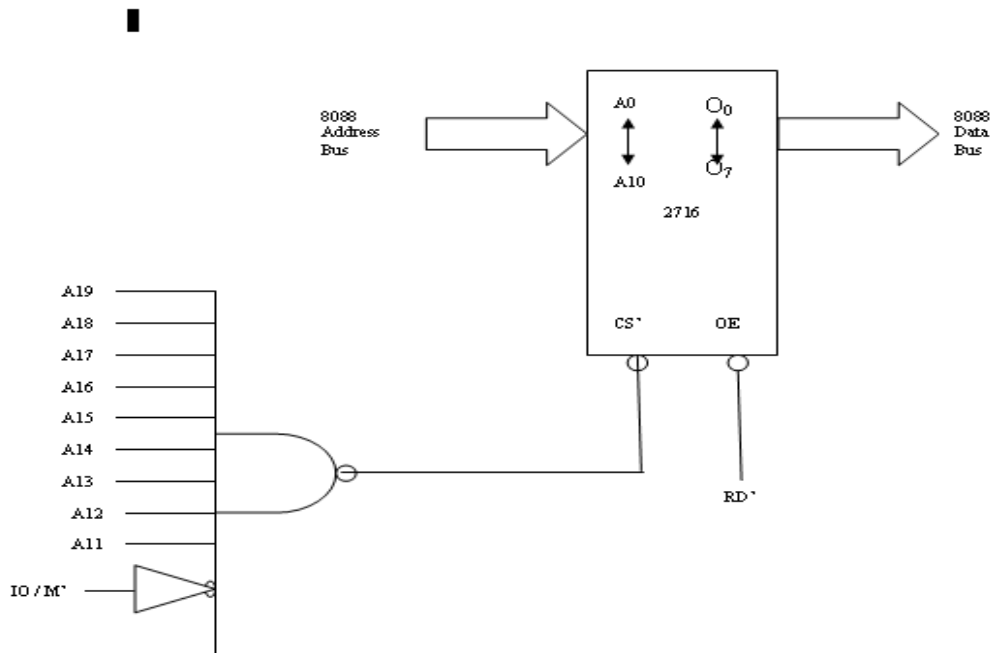 8088
Address
Bus
A0
O0
A10
O7
2716
CS`
OE
8088
Data
Bus
A19
A18
A17
A16
A15
A14
A13
A12
A11
IO / M`
RD`